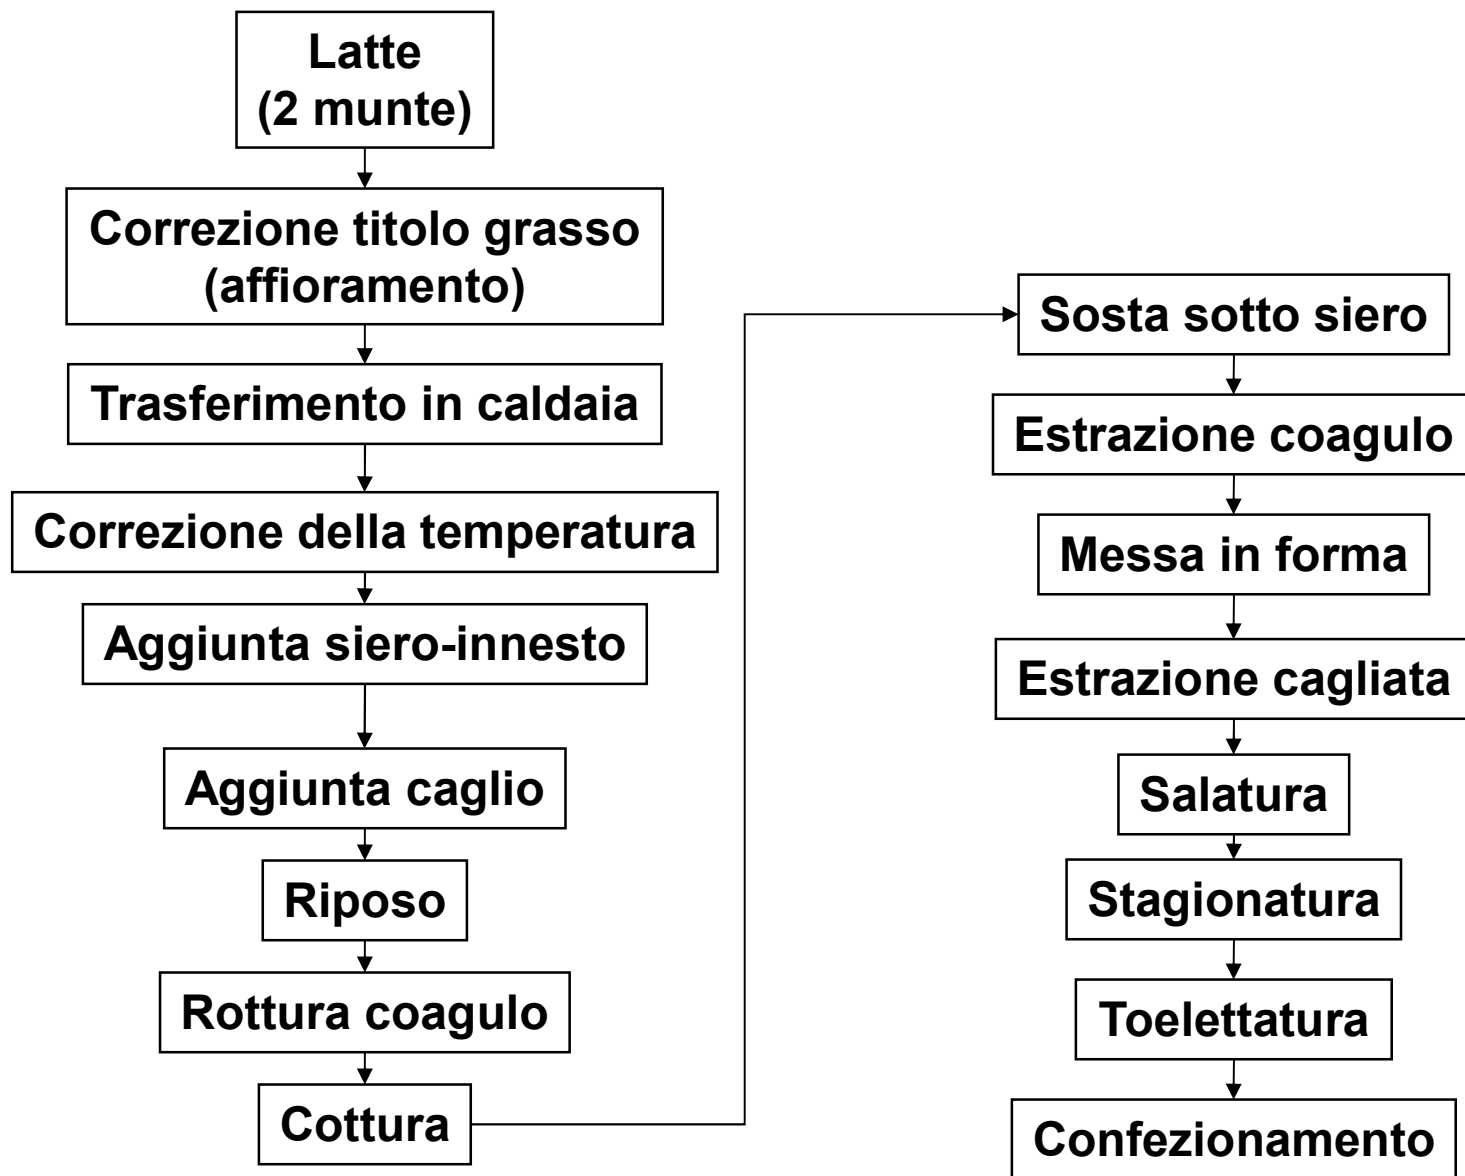 Latte
(2 munte)
Correzione titolo grasso
(affioramento)
Trasferimento in caldaia
Correzione della temperatura
Aggiunta siero-innesto
Aggiunta caglio
Riposo
Rottura coagulo
Cottura
Sosta sotto siero
Estrazione coagulo
Messa in forma
Estrazione cagliata
Salatura
Stagionatura
Toelettatura
Confezionamento